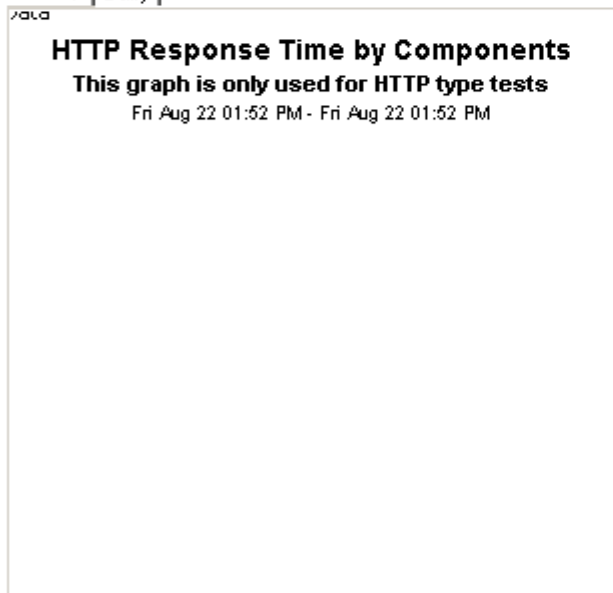 HTTP Response Time by Components
This graph is only used for HTTP type tests
Fri Aug 22 01:52 PM - Fri Aug 22 01:52 PM